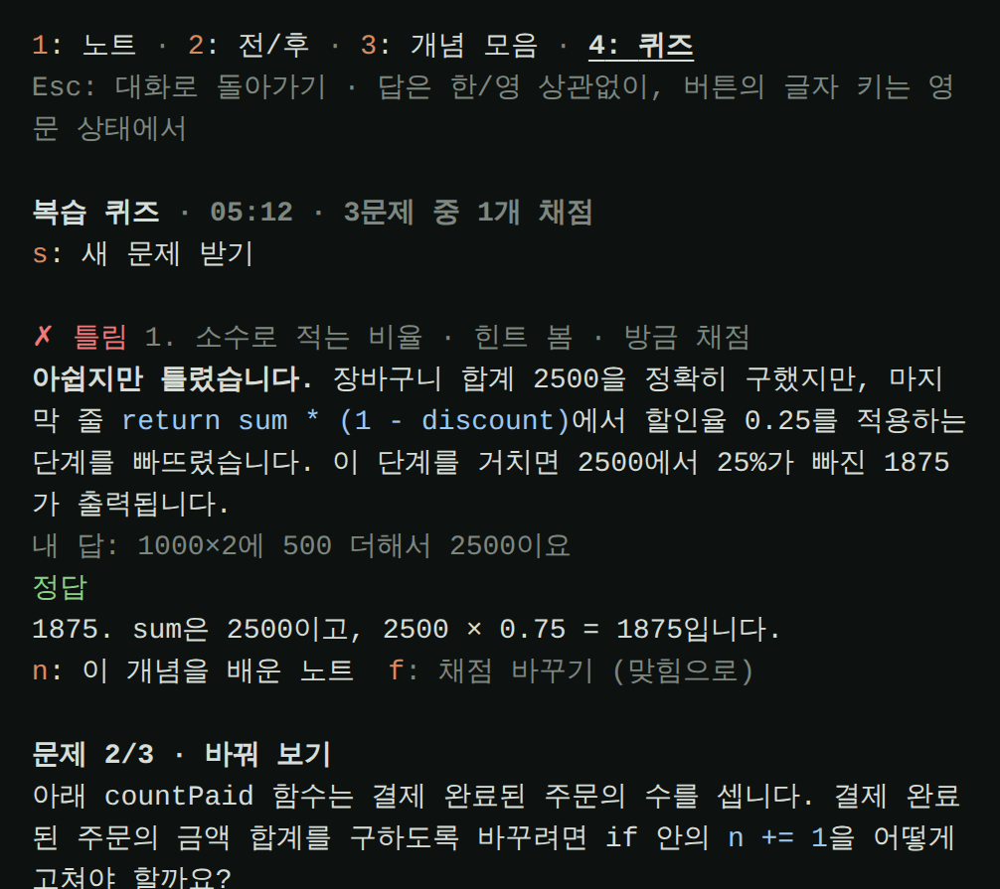 1: 노트 · 2: 전/후 · 3: 개념 모음 · 4: 퀴즈
Esc: 대화로 돌아가기 · 답은 한/영 상관없이, 버튼의 글자 키는 영
문 상태에서
복습 퀴즈 · 05:12 · 3문제 중 1개 채점
s: 새 문제 받기
✗ 틀림 1. 소수로 적는 비율 · 힌트 봄 · 방금 채점
아쉽지만 틀렸습니다. 장바구니 합계 2500을 정확히 구했지만, 마지
막 줄 return sum * (1 - discount)에서 할인율 0.25를 적용하는
단계를 빠뜨렸습니다. 이 단계를 거치면 2500에서 25%가 빠진 1875
가 출력됩니다.
내 답: 1000×2에 500 더해서 2500이요
정답
1875. sum은 2500이고, 2500 × 0.75 = 1875입니다.
n: 이 개념을 배운 노트  f: 채점 바꾸기 (맞힘으로)
문제 2/3 · 바꿔 보기
아래 countPaid 함수는 결제 완료된 주문의 수를 셉니다. 결제 완료
된 주문의 금액 합계를 구하도록 바꾸려면 if 안의 n += 1을 어떻게
고쳐야 할까요?